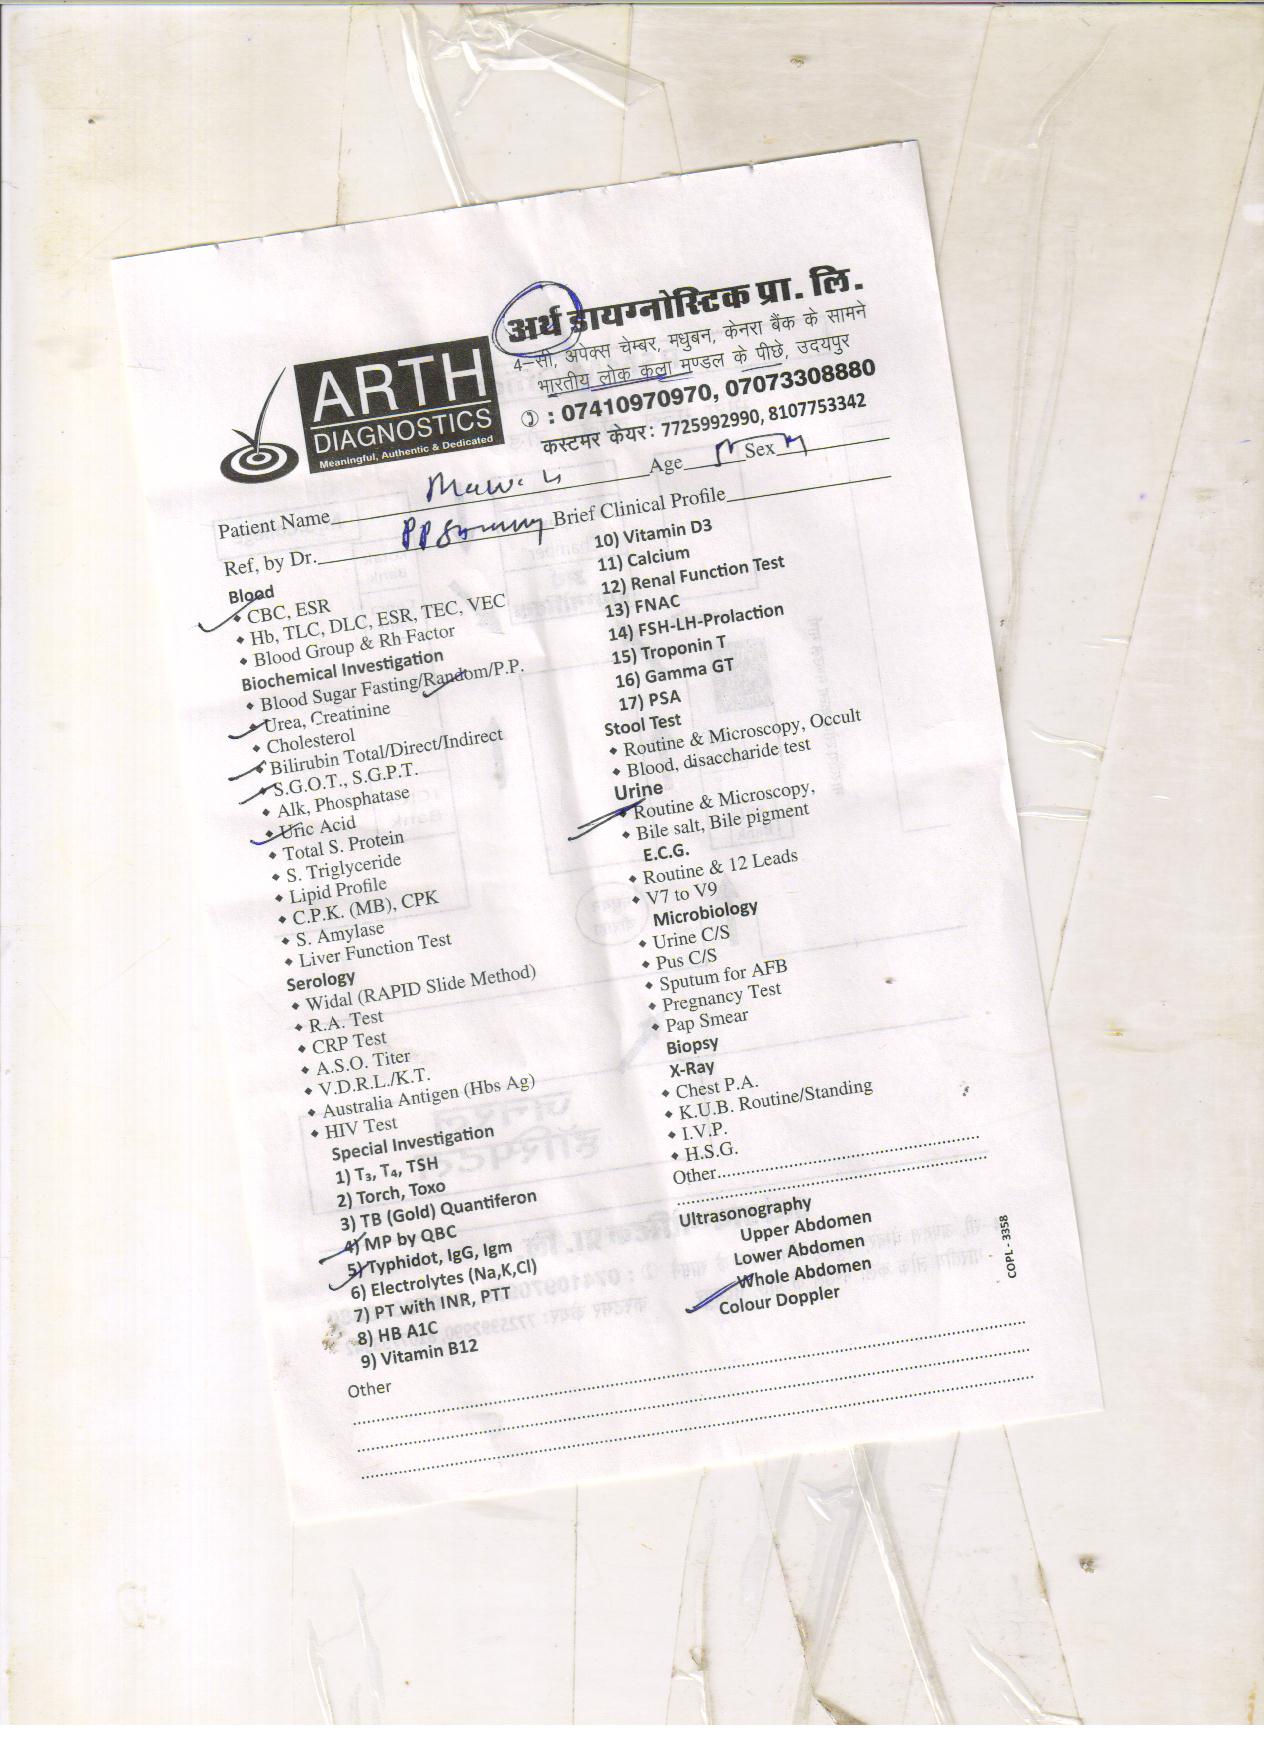 अर्थ डायग्नोस्टिक प्रा. लि.
4-सी, अपेक्स चेम्बर, मधुबन, केनरा बैंक के सामने
भारतीय लोक कला मण्डल के पीछे, उदयपुर
: 07410970970, 07073308880
कस्टमर केयर: 7725992990, 8107753342
ARTH
DIAGNOSTICS
Meaningful, Authentic & Dedicated
Patient Name Age Sex M
Ref, by Dr. Brief Clinical Profile
Blood
CBC, ESR
Hb, TLC, DLC, ESR, TEC, VEC
Blood Group & Rh Factor
Biochemical Investigation
Blood Sugar Fasting/Random/P.P.
Urea, Creatinine
Cholesterol
Bilirubin Total/Direct/Indirect
S.G.O.T., S.G.P.T.
Alk, Phosphatase
Uric Acid
Total S. Protein
S. Triglyceride
Lipid Profile
C.P.K. (MB), CPK
S. Amylase
Liver Function Test
Serology
Widal (RAPID Slide Method)
R.A. Test
CRP Test
A.S.O. Titer
V.D.R.L./K.T.
Australia Antigen (Hbs Ag)
HIV Test
Special Investigation
1) T₃, T₄, TSH
2) Torch, Toxo
3) TB (Gold) Quantiferon
4) MP by QBC
5) Typhidot, IgG, Igm
6) Electrolytes (Na,K,Cl)
7) PT with INR, PTT
8) HB A1C
9) Vitamin B12
Other
10) Vitamin D3
11) Calcium
12) Renal Function Test
13) FNAC
14) FSH-LH-Prolaction
15) Troponin T
16) Gamma GT
17) PSA
Stool Test
Routine & Microscopy, Occult
Blood, disaccharide test
Urine
Routine & Microscopy,
Bile salt, Bile pigment
E.C.G.
Routine & 12 Leads
V7 to V9
Microbiology
Urine C/S
Pus C/S
Sputum for AFB
Pregnancy Test
Pap Smear
Biopsy
X-Ray
Chest P.A.
K.U.B. Routine/Standing
I.V.P.
H.S.G.
Other
Ultrasonography
Upper Abdomen
Lower Abdomen
Whole Abdomen
Colour Doppler
COPL - 3358